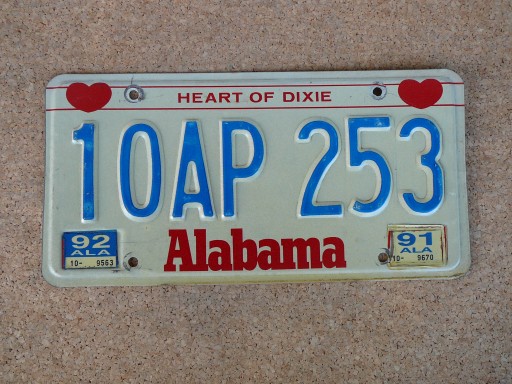 HEART OF DIXIE
10AP 253
92
ALA
10- 9563
Alabama
91
ALA
10- 9670